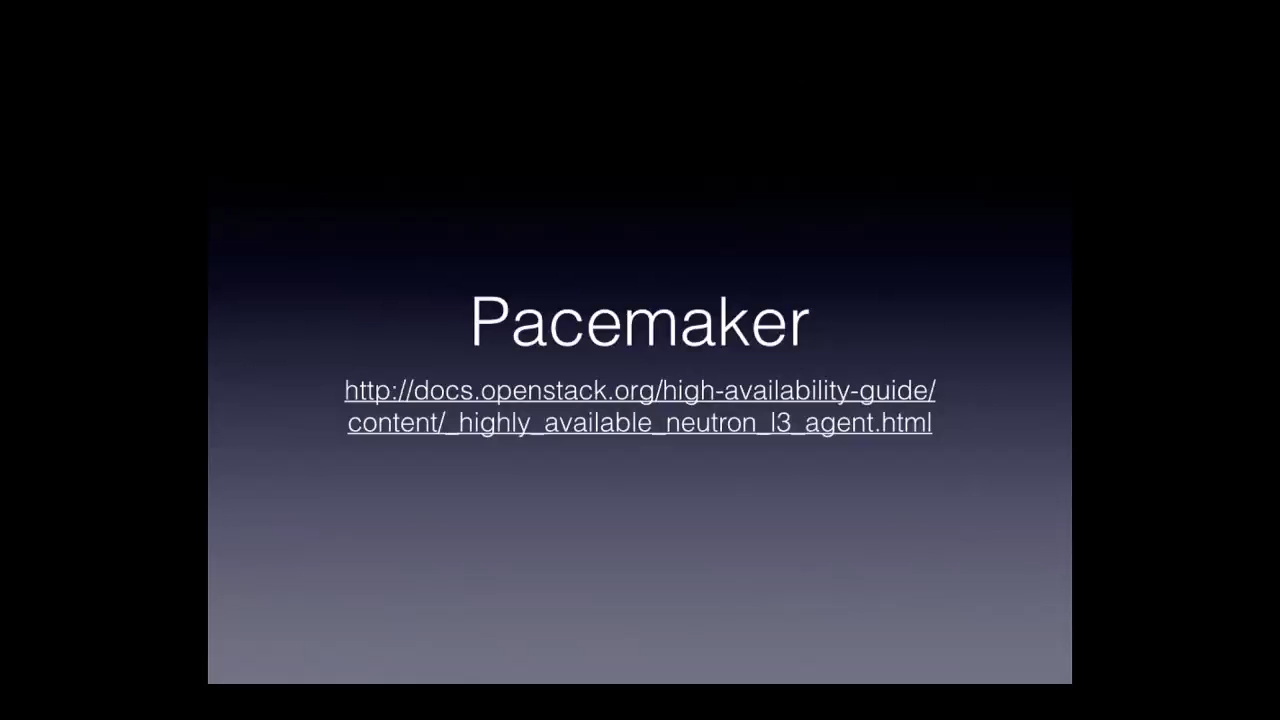 Pacemaker
http://docs.openstack.org/high-availability-guide/
content/_highly_available_neutron_l3_agent.html